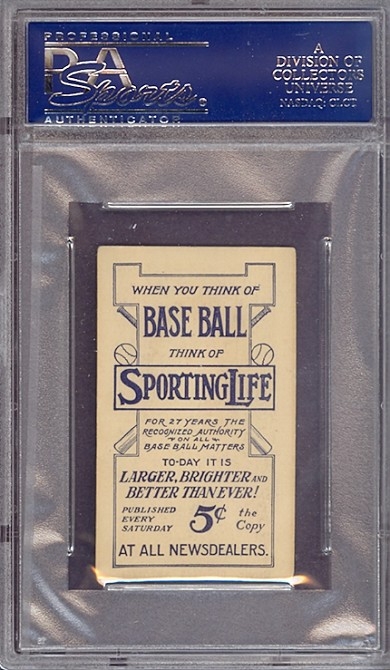 PROFESSIONAL
PSA
Sports
AUTHENTICATOR
A
DIVISION OF
COLLECTORS
UNIVERSE
NASDAQ: CLCT
WHEN YOU THINK OF
BASE BALL
THINK OF
SPORTING LIFE
FOR 27 YEARS THE
RECOGNIZED AUTHORITY
ON ALL
BASE BALL MATTERS
TO-DAY IT IS
LARGER, BRIGHTER AND
BETTER THAN EVER!
PUBLISHED
EVERY
SATURDAY
5¢
the
Copy
AT ALL NEWSDEALERS.